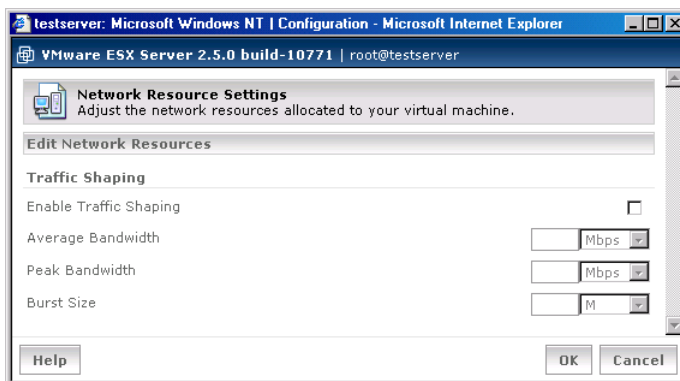 testserver: Microsoft Windows NT | Configuration - Microsoft Internet Explorer
VMware ESX Server 2.5.0 build-10771 | root@testserver
Network Resource Settings
Adjust the network resources allocated to your virtual machine.
Edit Network Resources
Traffic Shaping
Enable Traffic Shaping
Average Bandwidth Mbps
Peak Bandwidth Mbps
Burst Size M
Help OK Cancel